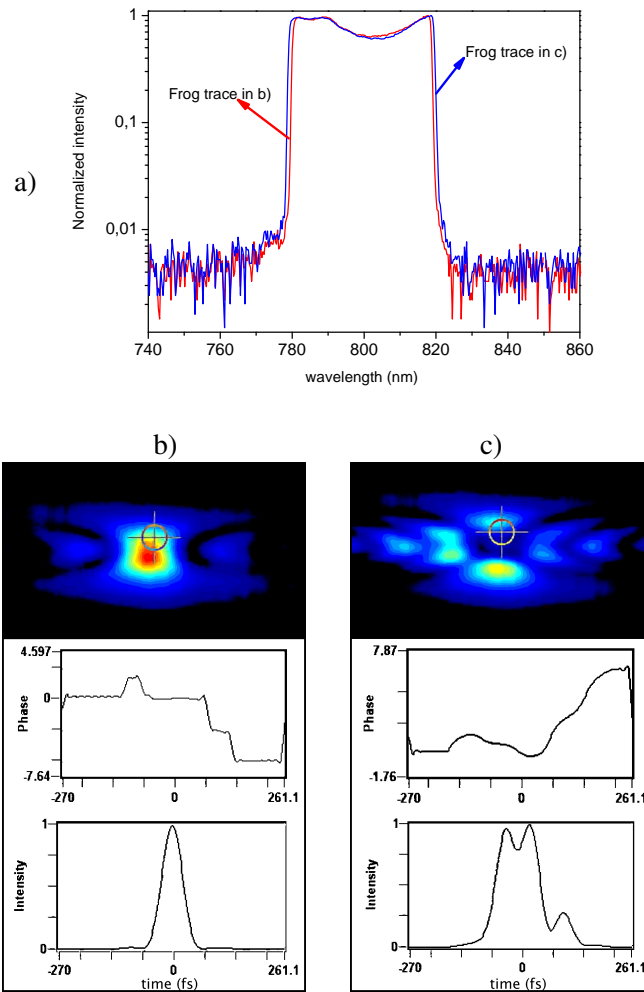 1
Frog trace in c)
Frog trace in b)
0,1
a)
Normalized intensity
0,01
740 760 780 800 820 840 860
wavelength (nm)
b) c)
4.597
Phase
0
-7.64
-270 0 261.1
7.87
Phase
-1.76
-270 0 261.1
1
Intensity
0
-270 0 261.1
time (fs)
1
Intensity
0
-270 0 261.1
time (fs)